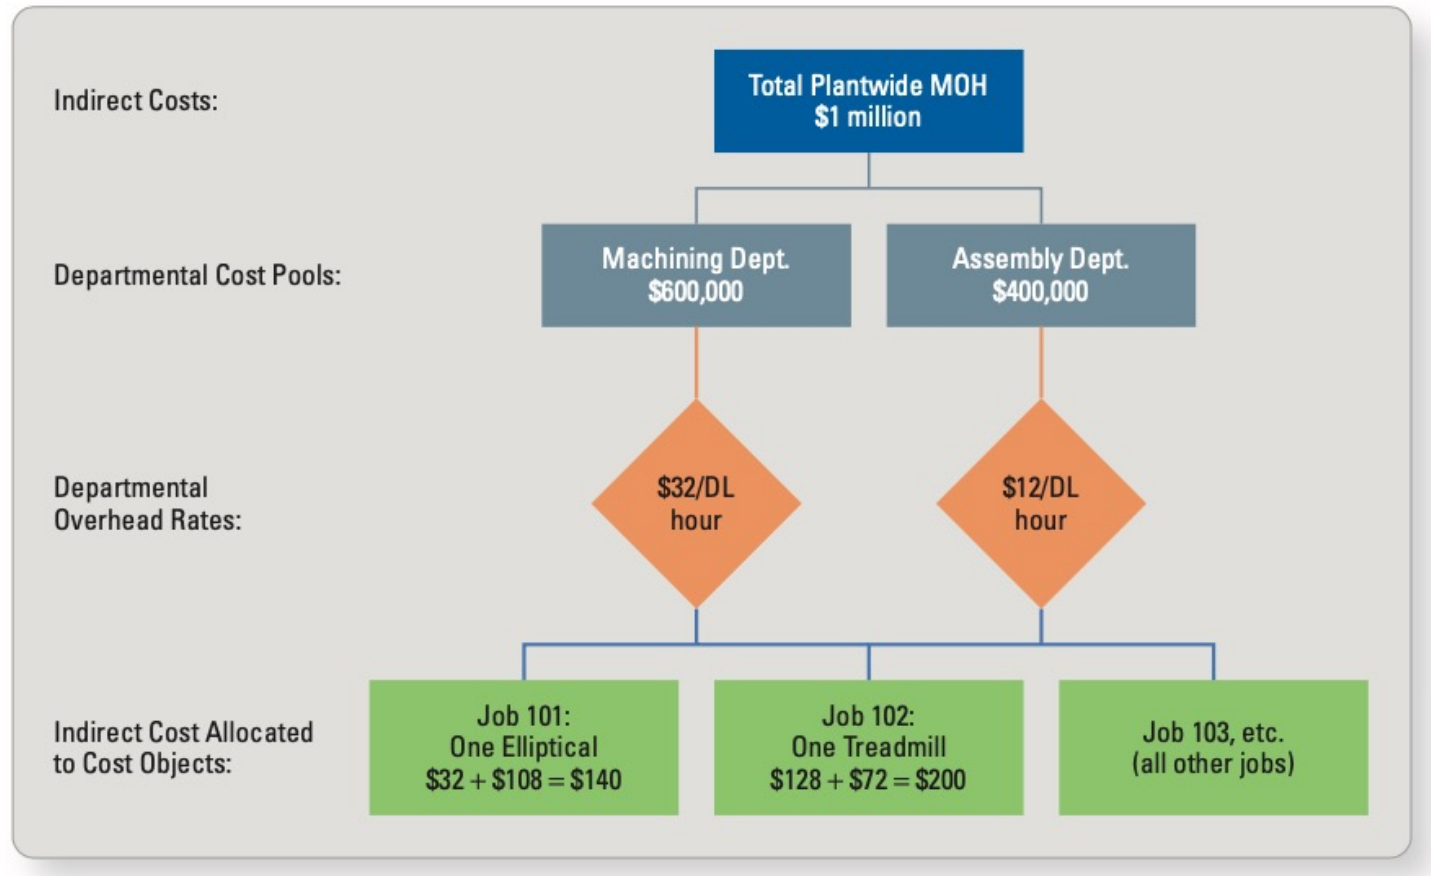 Indirect Costs:
Total Plantwide MOH
$1 million
Departmental Cost Pools:
Machining Dept.
$600,000
Assembly Dept.
$400,000
Departmental
Overhead Rates:
$32/DL
hour
$12/DL
hour
Indirect Cost Allocated
to Cost Objects:
Job 101:
One Elliptical
$32 + $108 = $140
Job 102:
One Treadmill
$128 + $72 = $200
Job 103, etc.
(all other jobs)